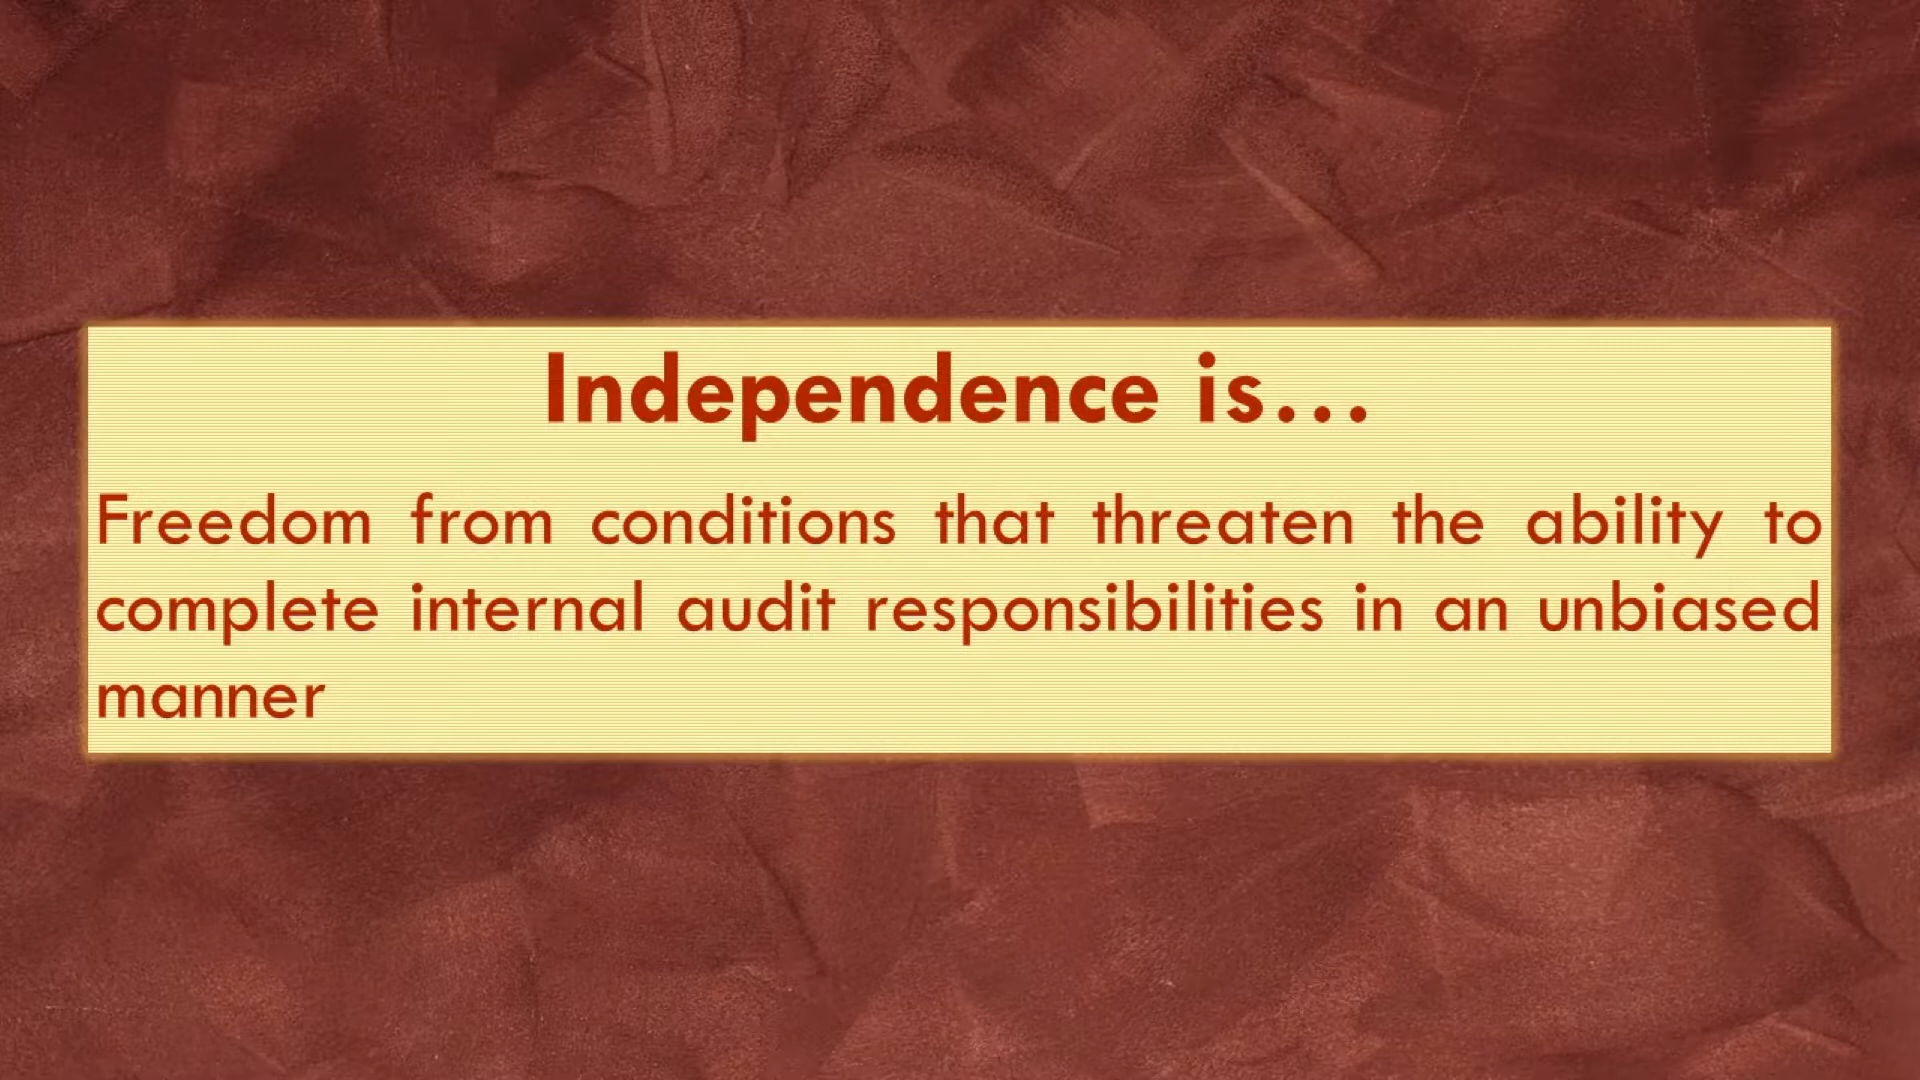 Independence is...
Freedom from conditions that threaten the ability to
complete internal audit responsibilities in an unbiased
manner